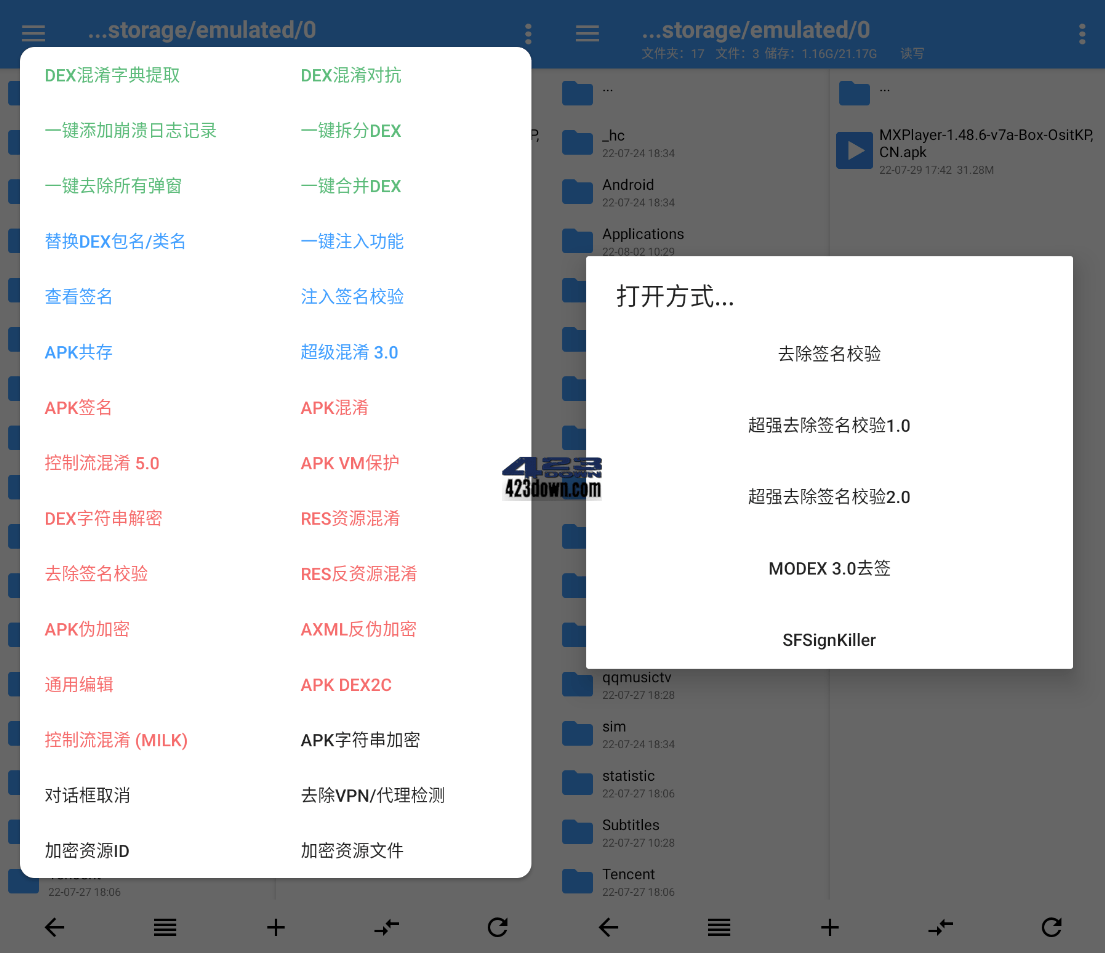 ...storage/emulated/0
DEX混淆字典提取
DEX混淆对抗
一键添加崩溃日志记录
一键拆分DEX
一键去除所有弹窗
一键合并DEX
替换DEX包名/类名
一键注入功能
查看签名
注入签名校验
APK共存
超级混淆 3.0
APK签名
APK混淆
控制流混淆 5.0
APK VM保护
DEX字符串解密
RES资源混淆
去除签名校验
RES反资源混淆
APK伪加密
AXML反伪加密
通用编辑
APK DEX2C
控制流混淆 (MILK)
APK字符串加密
对话框取消
去除VPN/代理检测
加密资源ID
加密资源文件
22-07-27 18:06
P,
423
DOWN
423down.com
...storage/emulated/0
文件夹：17 文件：3 储存：1.16G/21.17G 读写
...
_hc
22-07-24 18:34
Android
22-07-24 18:34
Applications
22-08-02 10:29
...
MXPlayer-1.48.6-v7a-Box-OsitKP,
CN.apk
22-07-29 17:42 31.28M
打开方式...
去除签名校验
超强去除签名校验1.0
超强去除签名校验2.0
MODEX 3.0去签
SFSignKiller
qqmusictv
22-07-27 18:28
sim
22-07-24 18:34
statistic
22-07-27 18:06
Subtitles
22-07-27 10:28
Tencent
22-07-27 18:06